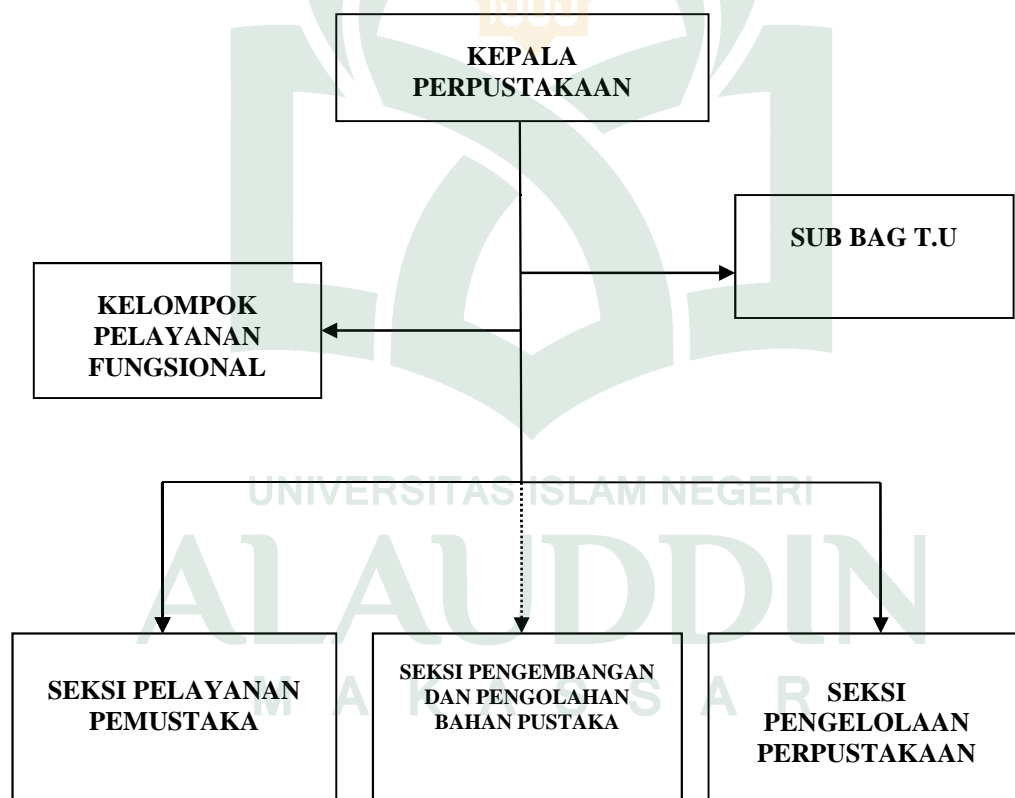 KEPALA
PERPUSTAKAAN
SUB BAG T.U
KELOMPOK
PELAYANAN
FUNGSIONAL
UNIVERSITAS ISLAM NEGERI
ALAUDDIN
MAKASSAR
SEKSI PELAYANAN
PEMUSTAKA
SEKSI PENGEMBANGAN
DAN PENGOLAHAN
BAHAN PUSTAKA
SEKSI
PENGELOLAAN
PERPUSTAKAAN